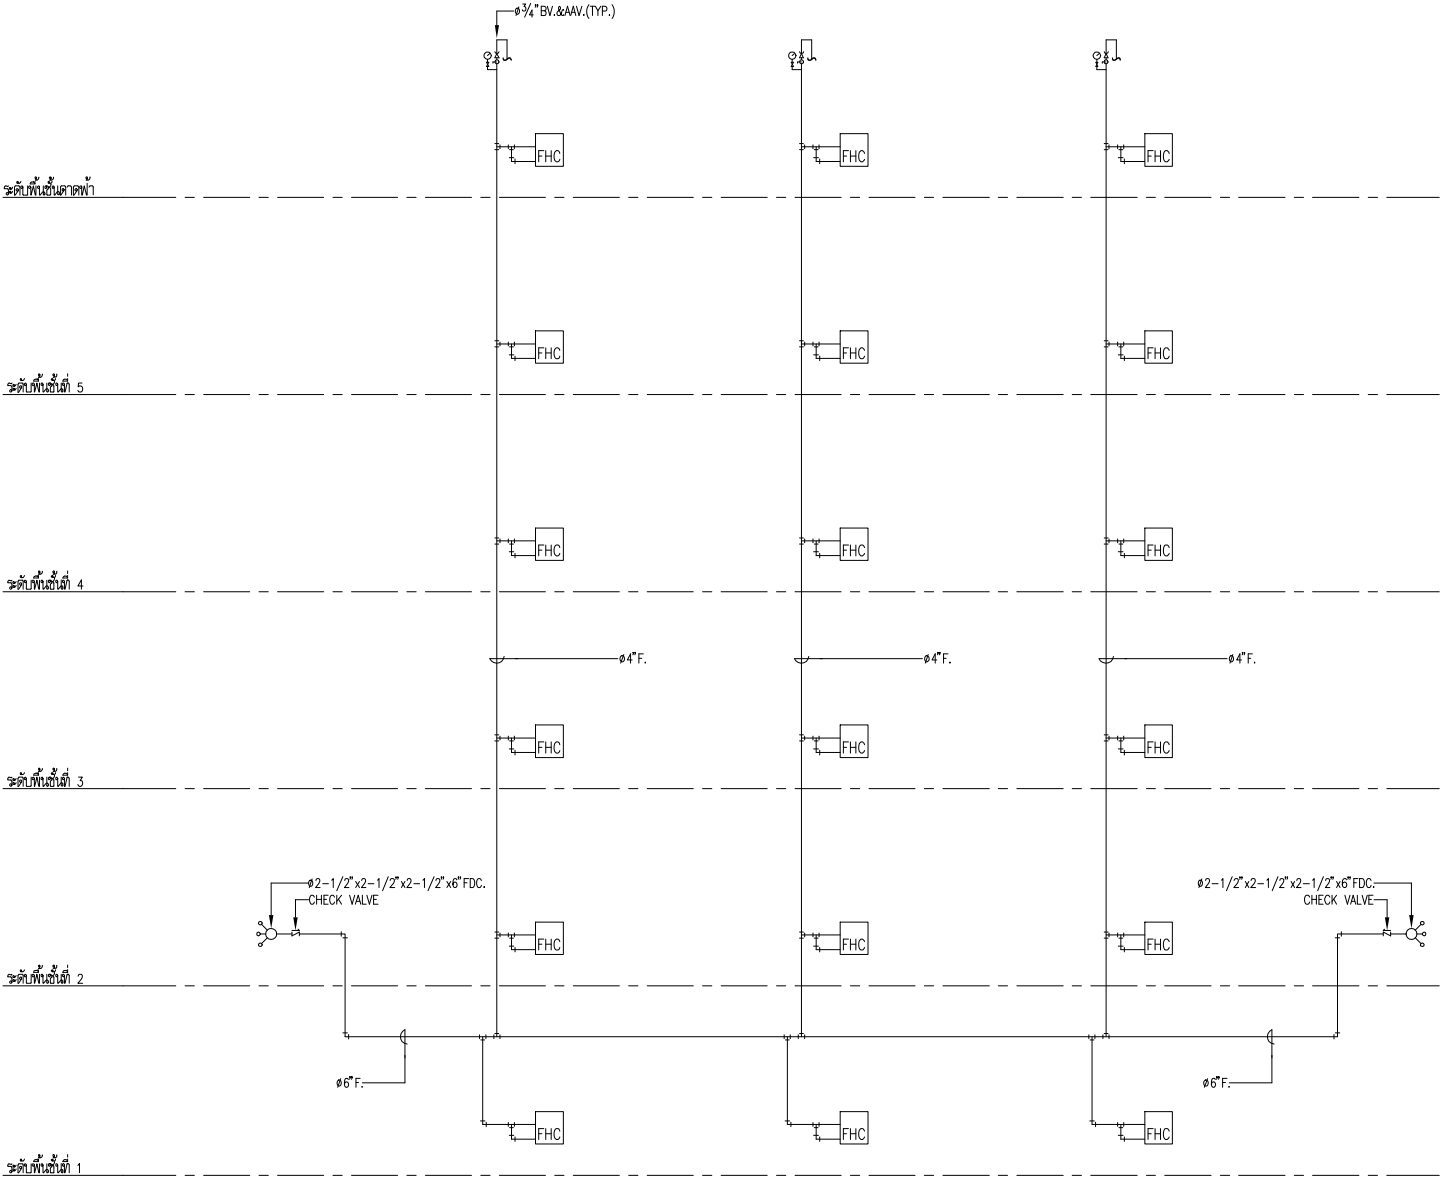 ø3/4"BV.&AAV.(TYP.)
FHC FHC FHC
ระดับพื้นชั้นดาดฟ้า
FHC FHC FHC
ระดับพื้นชั้นที่ 5
FHC FHC FHC
ระดับพื้นชั้นที่ 4
ø4"F. ø4"F. ø4"F.
FHC FHC FHC
ระดับพื้นชั้นที่ 3
ø2-1/2"x2-1/2"x2-1/2"x6"FDC. ø2-1/2"x2-1/2"x2-1/2"x6"FDC.
CHECK VALVE CHECK VALVE
FHC FHC FHC
ระดับพื้นชั้นที่ 2
ø6"F. ø6"F.
FHC FHC FHC
ระดับพื้นชั้นที่ 1